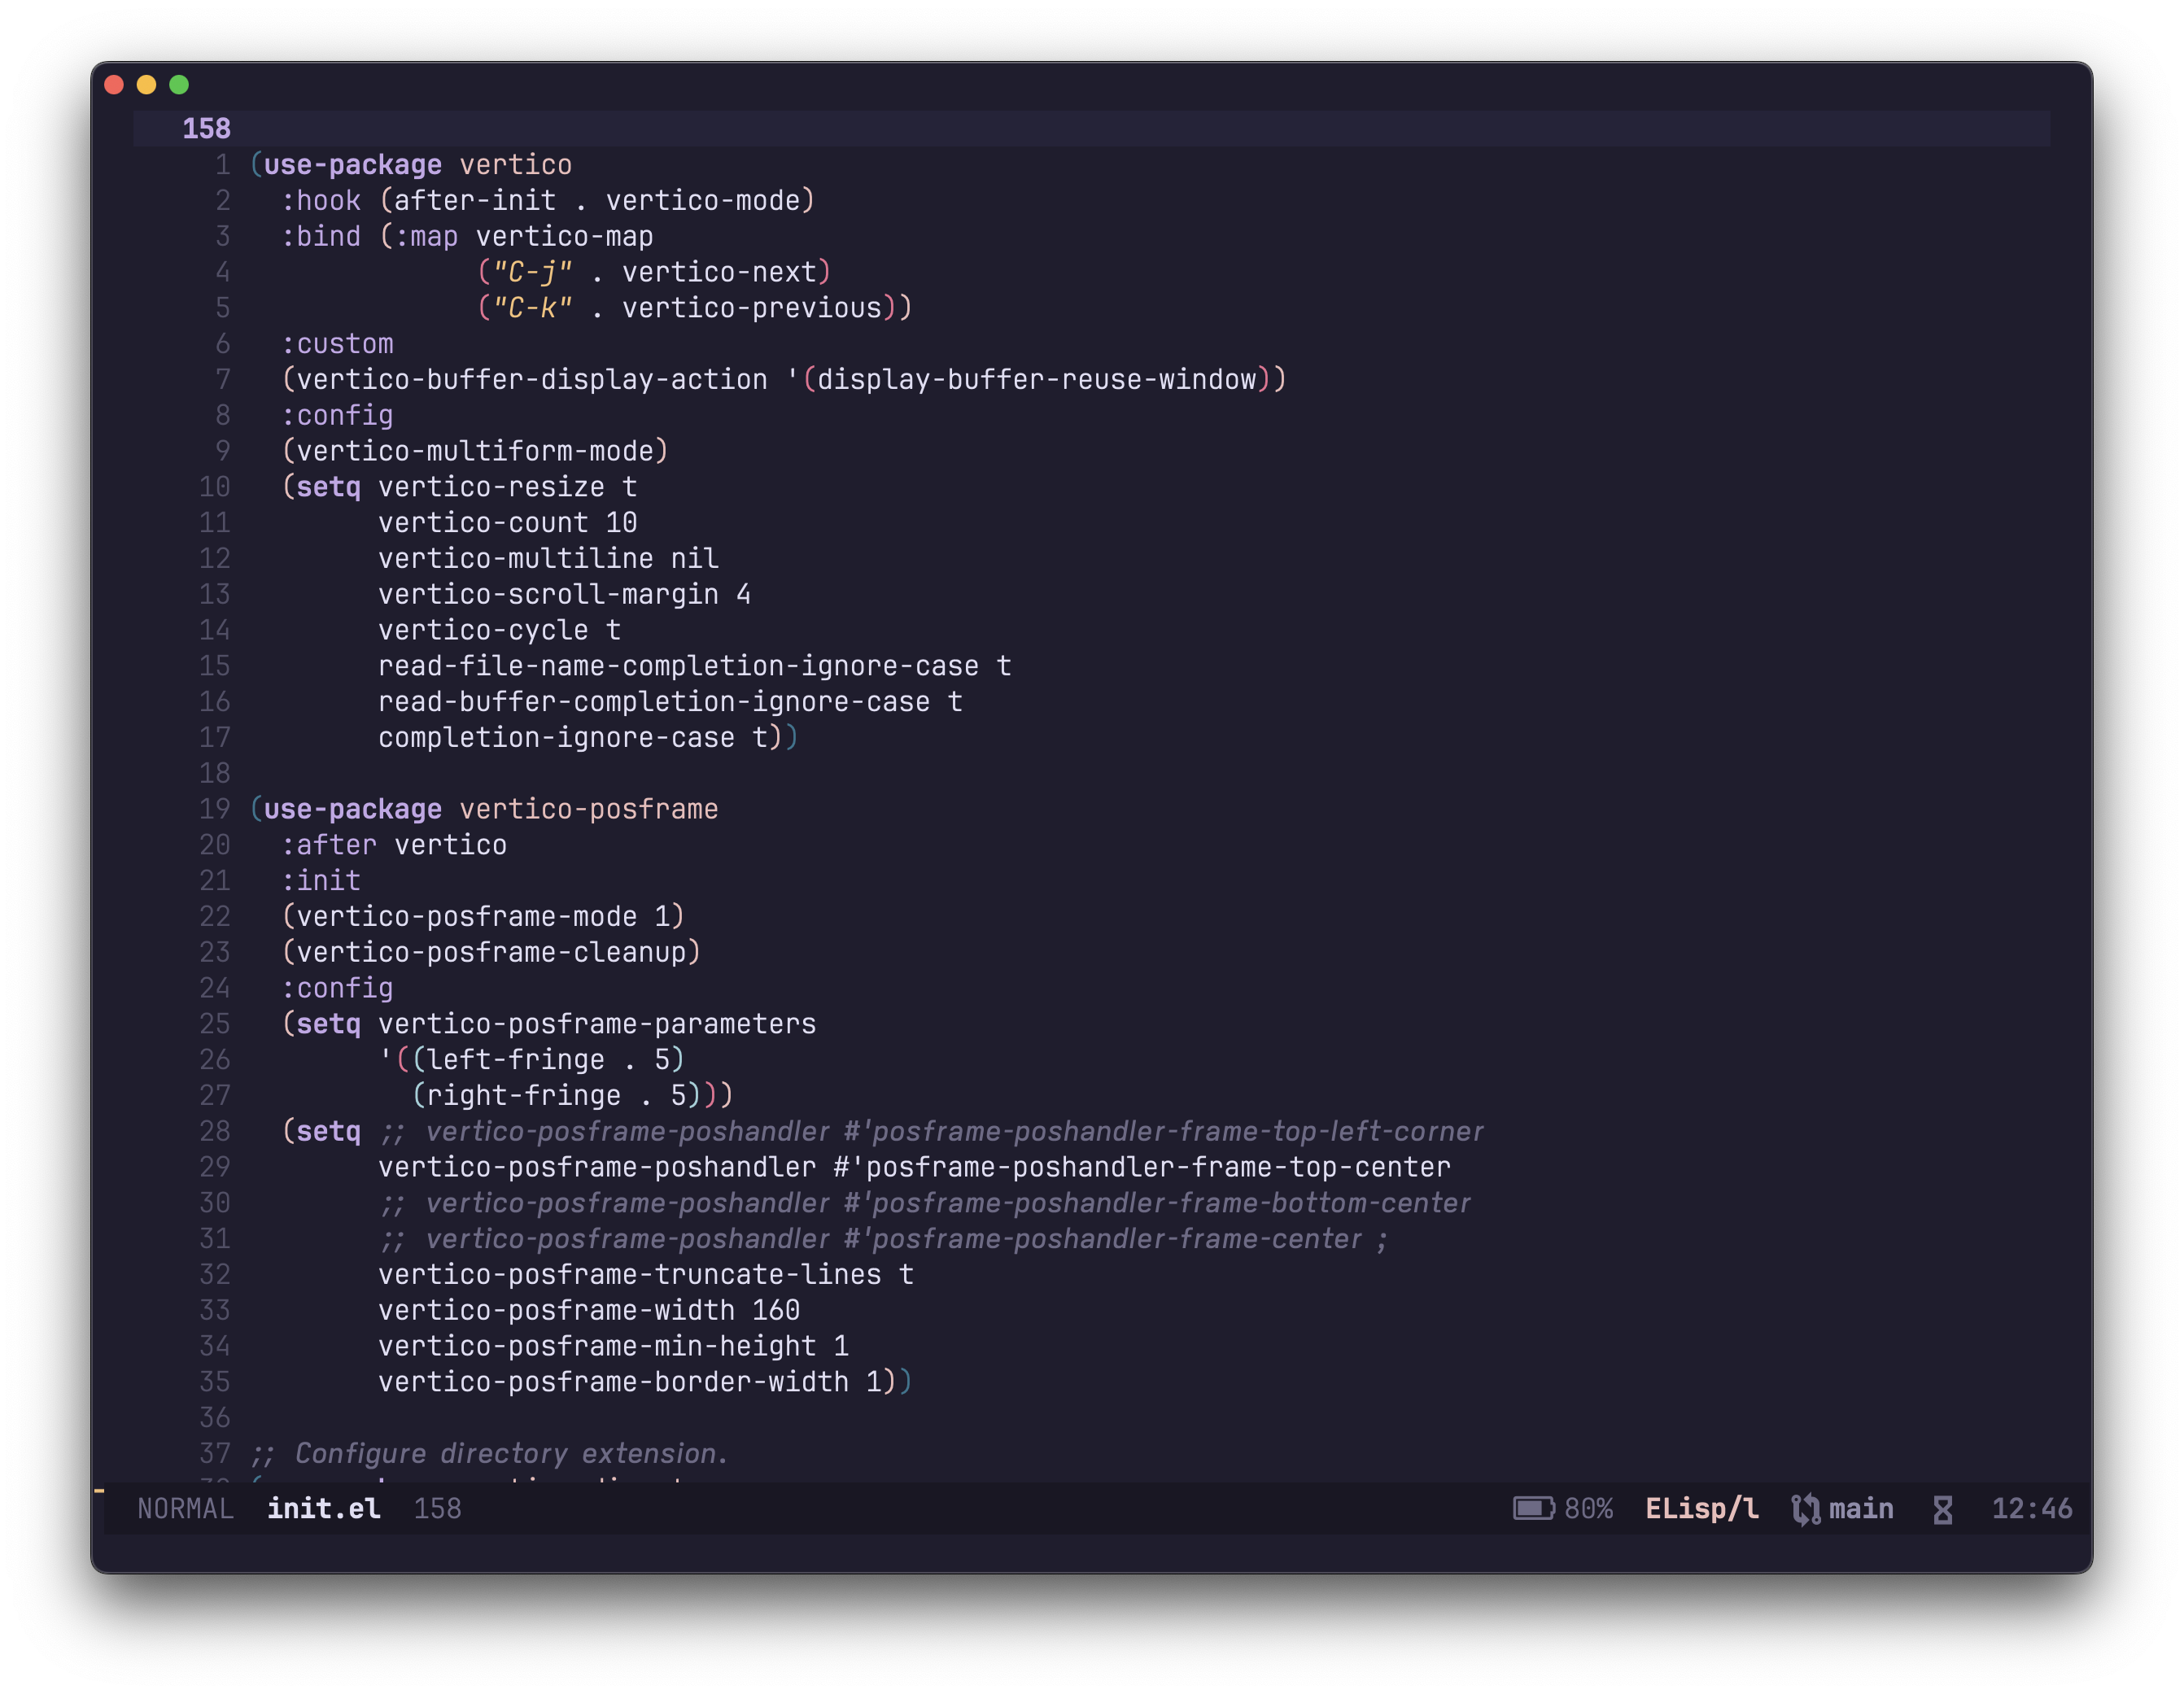 158
1 (use-package vertico
2   :hook (after-init . vertico-mode)
3   :bind (:map vertico-map
4               ("C-j" . vertico-next)
5               ("C-k" . vertico-previous))
6   :custom
7   (vertico-buffer-display-action '(display-buffer-reuse-window))
8   :config
9   (vertico-multiform-mode)
10   (setq vertico-resize t
11         vertico-count 10
12         vertico-multiline nil
13         vertico-scroll-margin 4
14         vertico-cycle t
15         read-file-name-completion-ignore-case t
16         read-buffer-completion-ignore-case t
17         completion-ignore-case t))
18
19 (use-package vertico-posframe
20   :after vertico
21   :init
22   (vertico-posframe-mode 1)
23   (vertico-posframe-cleanup)
24   :config
25   (setq vertico-posframe-parameters
26         '((left-fringe . 5)
27           (right-fringe . 5)))
28   (setq ;; vertico-posframe-poshandler #'posframe-poshandler-frame-top-left-corner
29         vertico-posframe-poshandler #'posframe-poshandler-frame-top-center
30         ;; vertico-posframe-poshandler #'posframe-poshandler-frame-bottom-center
31         ;; vertico-posframe-poshandler #'posframe-poshandler-frame-center ;
32         vertico-posframe-truncate-lines t
33         vertico-posframe-width 160
34         vertico-posframe-min-height 1
35         vertico-posframe-border-width 1))
36
37 ;; Configure directory extension.
NORMAL init.el 158 80% ELisp/l main 12:46